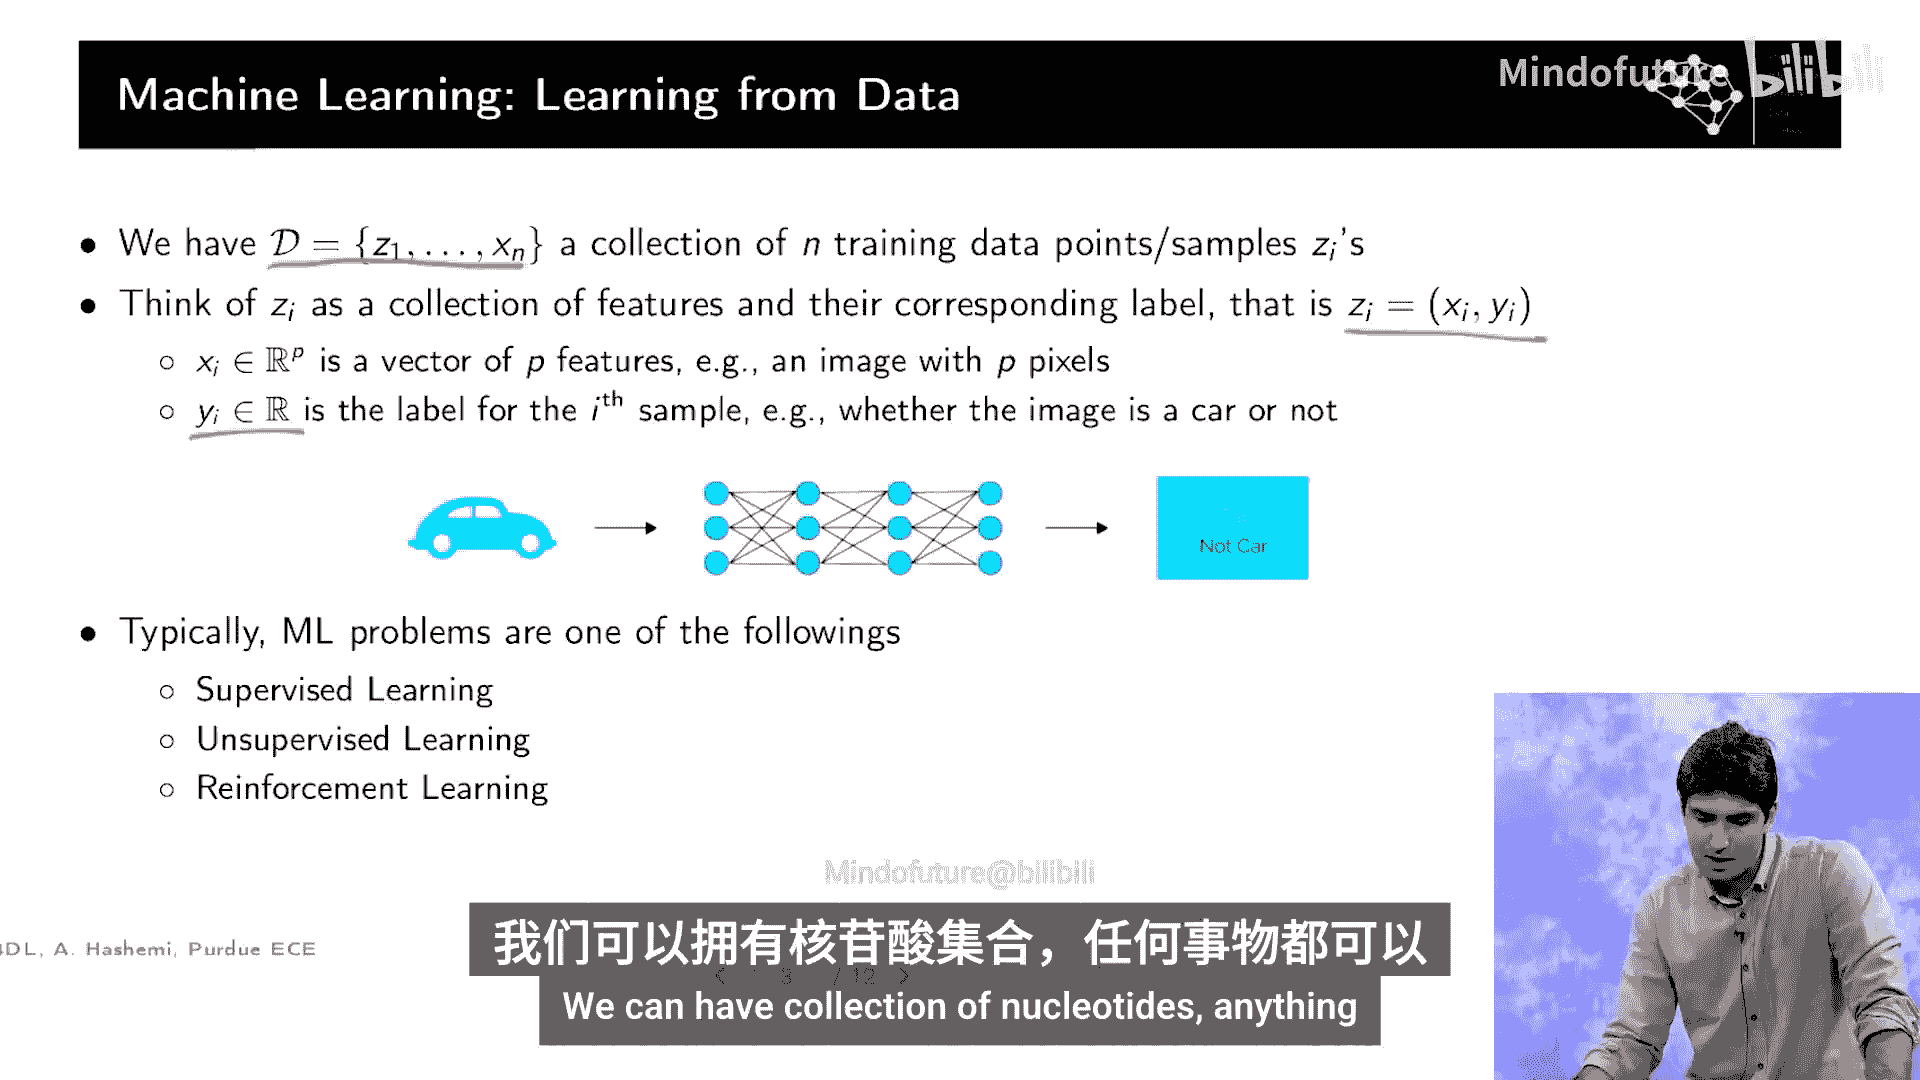 Machine Learning: Learning from Data
Mindofuture bilibili
• We have 𝒟 = {z₁, . . . , xₙ} a collection of n training data points/samples zᵢ's
• Think of zᵢ as a collection of features and their corresponding label, that is zᵢ = (xᵢ, yᵢ)
○ xᵢ ∈ ℝᵖ is a vector of p features, e.g., an image with p pixels
○ yᵢ ∈ ℝ is the label for the iᵗʰ sample, e.g., whether the image is a car or not
Not Car
• Typically, ML problems are one of the followings
○ Supervised Learning
○ Unsupervised Learning
○ Reinforcement Learning
Mindofuture@bilibili
DL, A. Hashemi, Purdue ECE
我们可以拥有核苷酸集合，任何事物都可以
3 / 12
We can have collection of nucleotides, anything